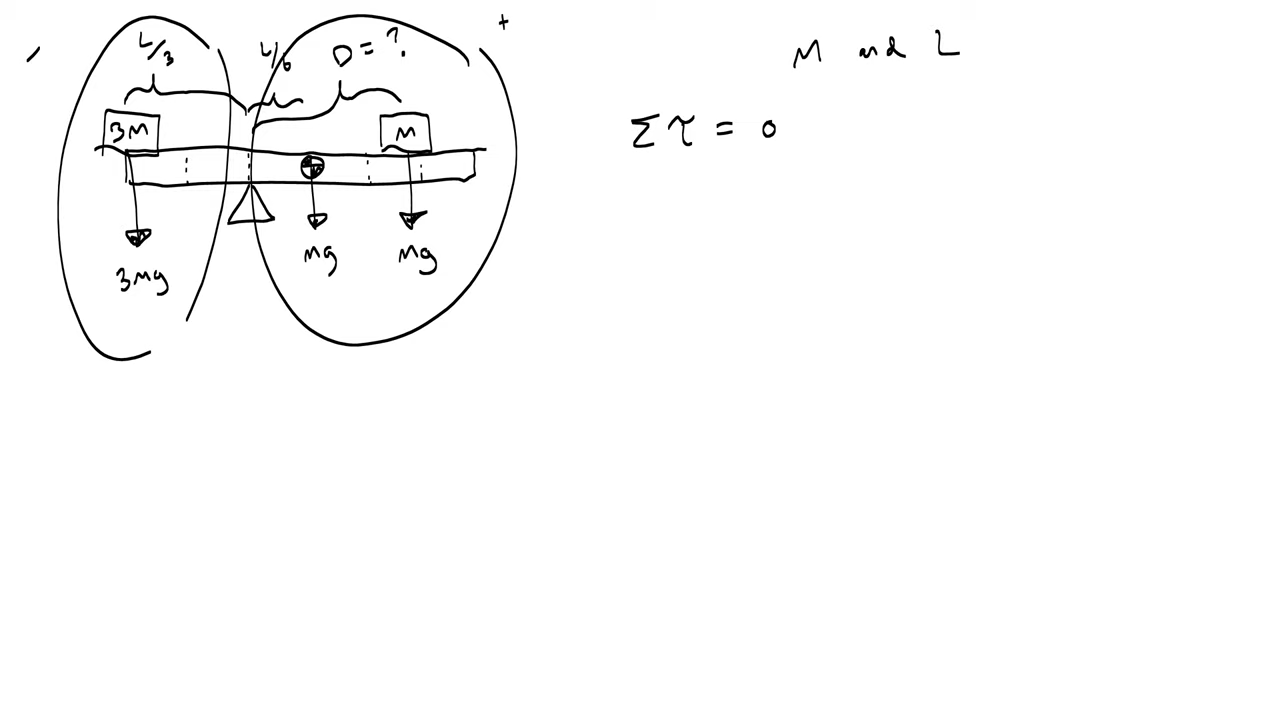 L/3 L/6 D = ? +
M and L
3M M
Στ = 0
3Mg Mg Mg